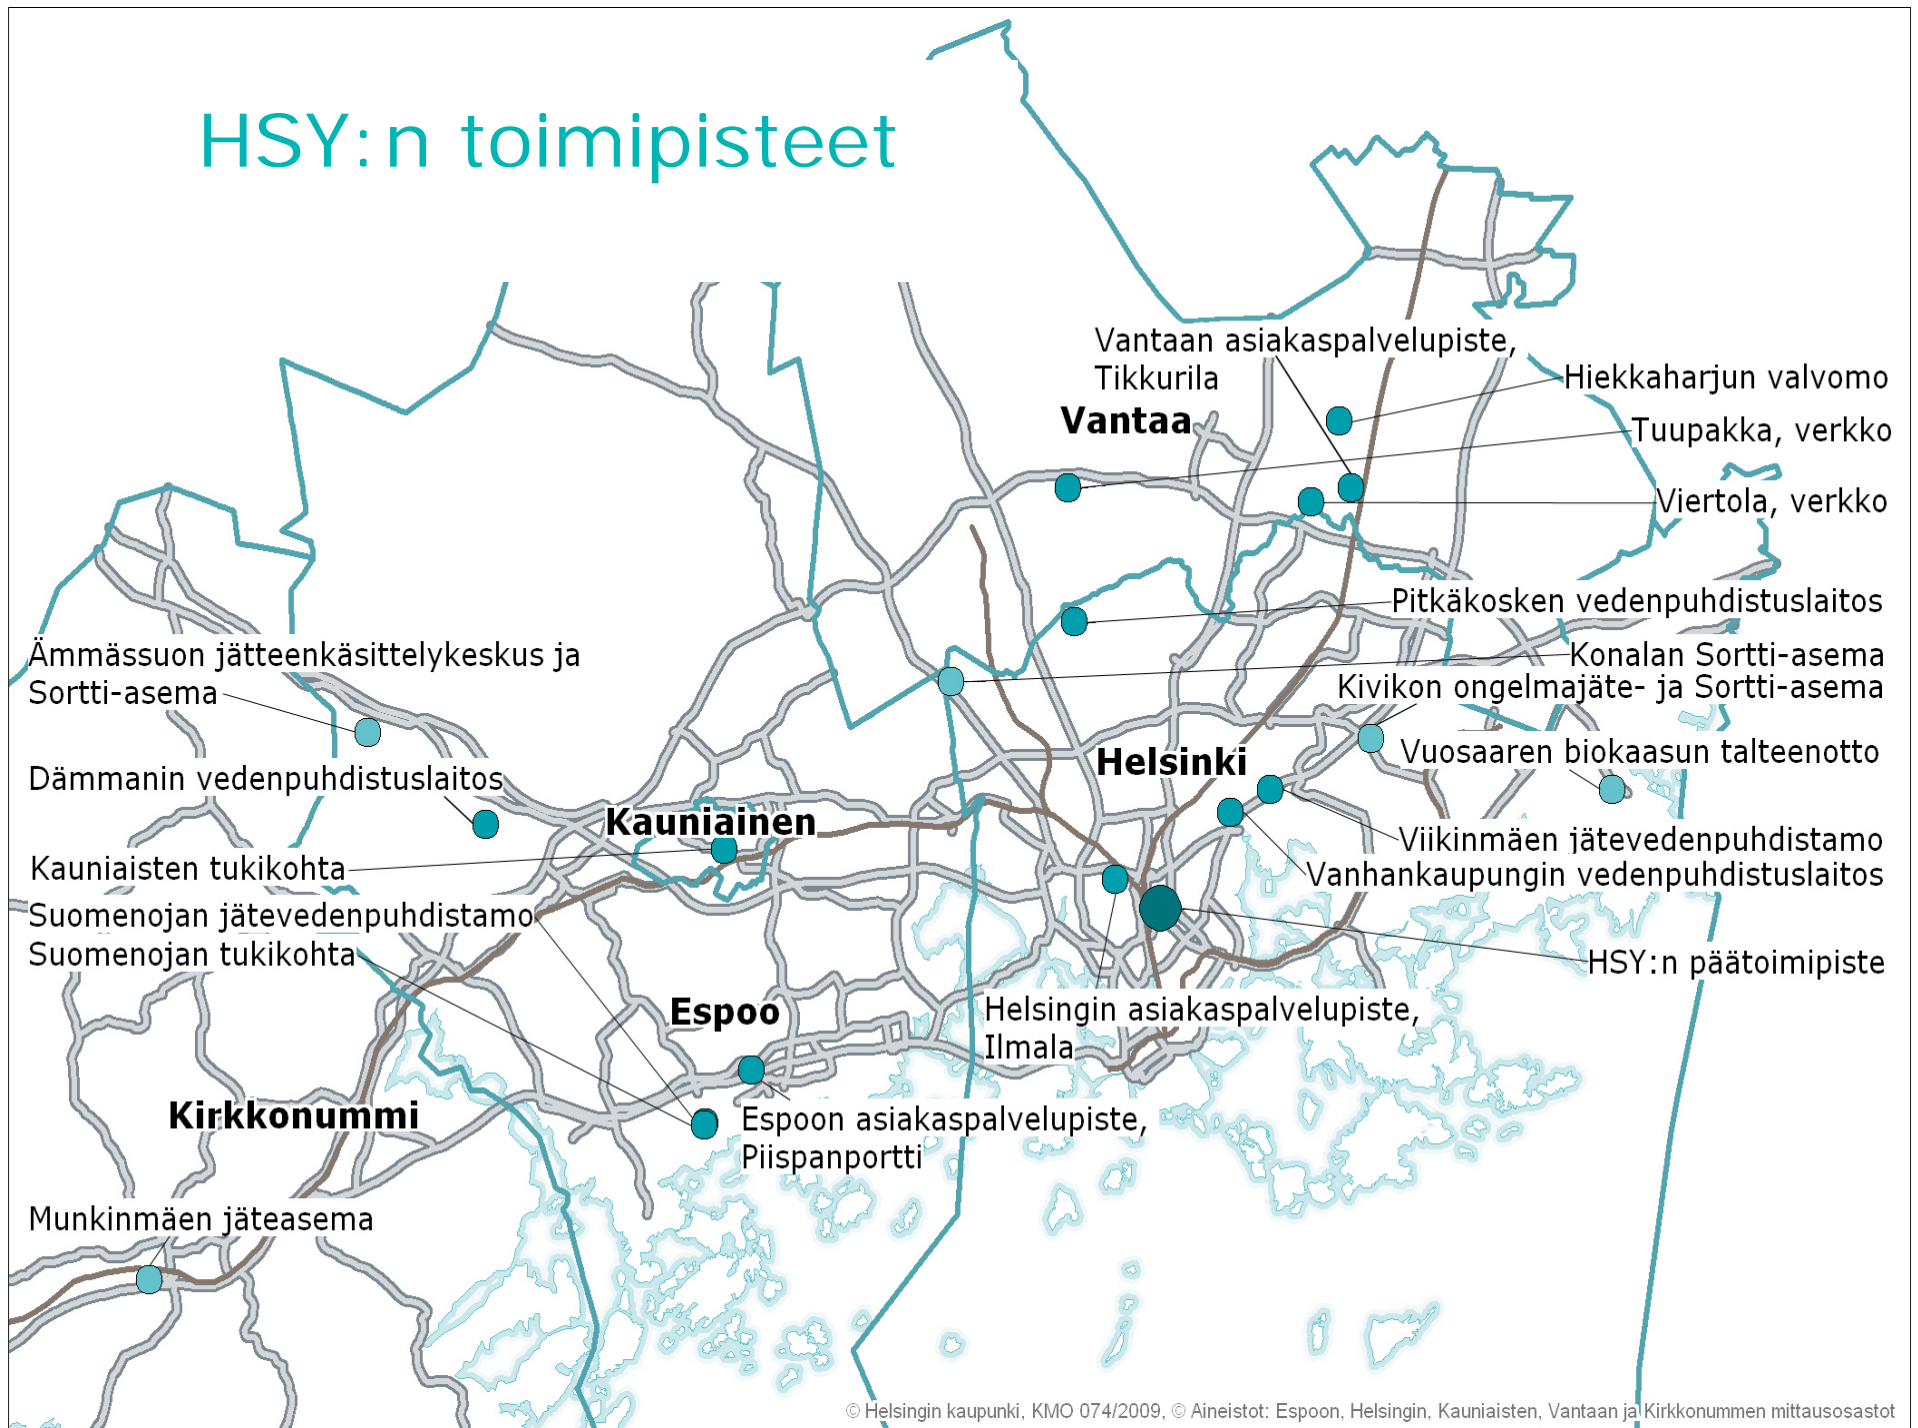 HSY:n toimipisteet
Vantaan asiakaspalvelupiste,
Tikkurila
Hiekkaharjun valvomo
Vantaa
Tuupakka, verkko
Viertola, verkko
Pitkäkosken vedenpuhdistuslaitos
Ämmässuon jätteenkäsittelykeskus ja
Sortti-asema
Konalan Sortti-asema
Kivikon ongelmajäte- ja Sortti-asema
Vuosaaren biokaasun talteenotto
Helsinki
Dämmanin vedenpuhdistuslaitos
Kauniainen
Viikinmäen jätevedenpuhdistamo
Kauniaisten tukikohta
Vanhankaupungin vedenpuhdistuslaitos
Suomenojan jätevedenpuhdistamo
Suomenojan tukikohta
HSY:n päätoimipiste
Espoo
Helsingin asiakaspalvelupiste,
Ilmala
Kirkkonummi
Espoon asiakaspalvelupiste,
Piispanportti
Munkinmäen jäteasema
© Helsingin kaupunki, KMO 074/2009, © Aineistot: Espoon, Helsingin, Kauniaisten, Vantaan ja Kirkkonummen mittausosastot